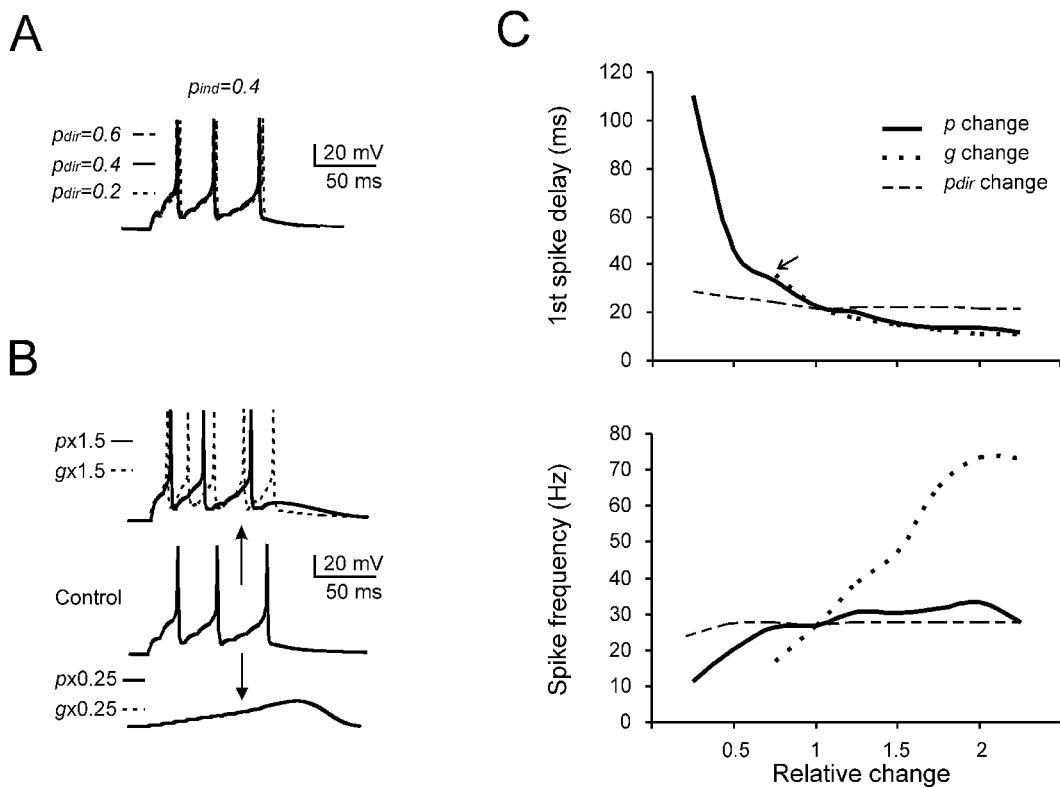 A
pind=0.4
pdir=0.6
pdir=0.4
pdir=0.2
20 mV
50 ms
B
px1.5
gx1.5
Control
20 mV
50 ms
px0.25
gx0.25
C
1st spike delay (ms)
120
100
80
60
40
20
0
p change
g change
pdir change
Spike frequency (Hz)
80
70
60
50
40
30
20
10
0
0.5 1 1.5 2
Relative change